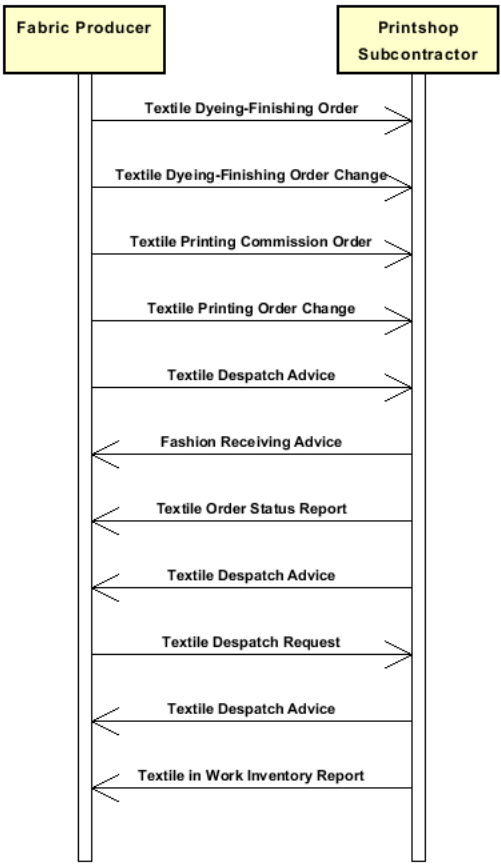 Fabric Producer
Printshop
Subcontractor
Textile Dyeing-Finishing Order
Textile Dyeing-Finishing Order Change
Textile Printing Commission Order
Textile Printing Order Change
Textile Despatch Advice
Fashion Receiving Advice
Textile Order Status Report
Textile Despatch Advice
Textile Despatch Request
Textile Despatch Advice
Textile in Work Inventory Report